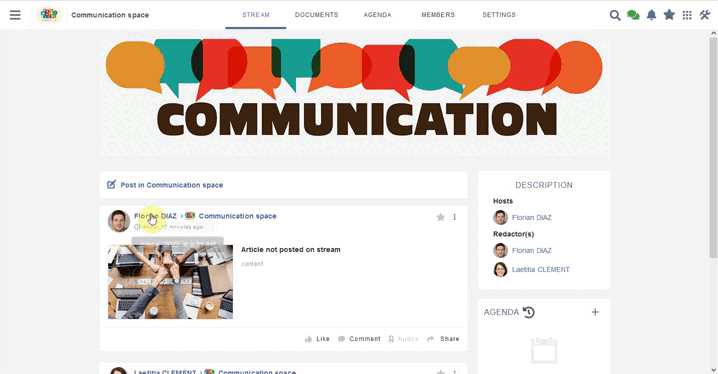 Communication space
STREAM
DOCUMENTS
AGENDA
MEMBERS
SETTINGS
COMMUNICATION
Post in Communication space
Florian DIAZ › Communication space
minutes ago
Article not posted on stream
content
Like
Comment
Kudos
Share
Laetitia CLEMENT › Communication space
DESCRIPTION
Hosts
Florian DIAZ
Redactor(s)
Florian DIAZ
Laetitia CLEMENT
AGENDA